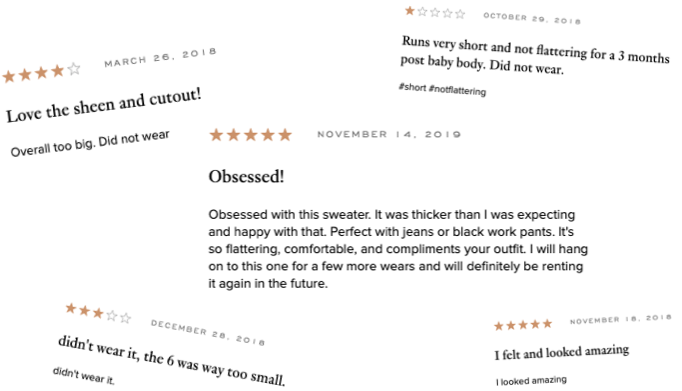 MARCH 26, 2018
Love the sheen and cutout!
Overall too big. Did not wear
OCTOBER 29, 2018
Runs very short and not flattering for a 3 months
post baby body. Did not wear.
#short #notflattering
NOVEMBER 14, 2019
Obsessed!
Obsessed with this sweater. It was thicker than I was expecting
and happy with that. Perfect with jeans or black work pants. It's
so flattering, comfortable, and compliments your outfit. I will hang
on to this one for a few more wears and will definitely be renting
it again in the future.
DECEMBER 28, 2018
didn't wear it, the 6 was way too small.
didn't wear it.
NOVEMBER 18, 2018
I felt and looked amazing
I looked amazing